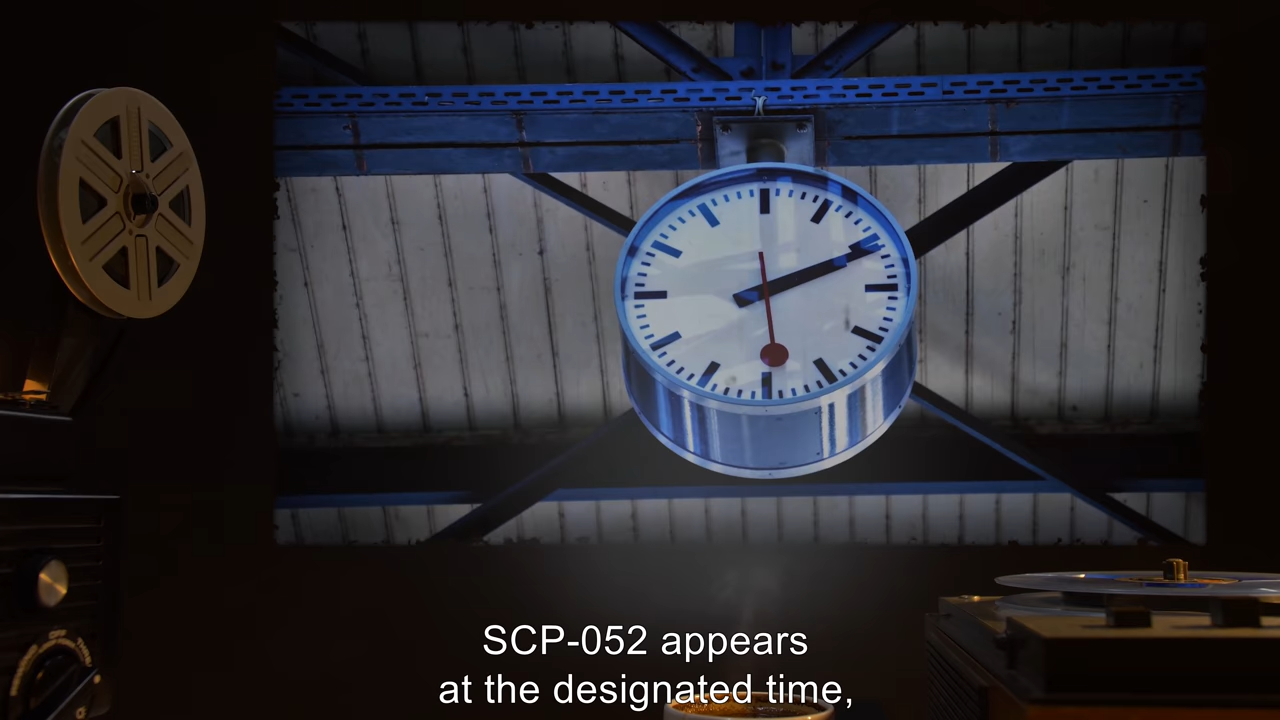 SCP-052 appears
at the designated time,